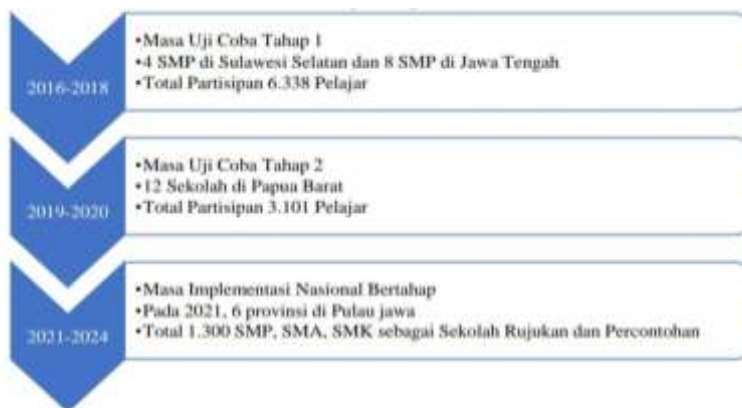 2016-2018
•Masa Uji Coba Tahap 1
•4 SMP di Sulawesi Selatan dan 8 SMP di Jawa Tengah
•Total Partisipan 6.338 Pelajar
2019-2020
•Masa Uji Coba Tahap 2
•12 Sekolah di Papua Barat
•Total Partisipan 3.101 Pelajar
2021-2024
•Masa Implementasi Nasional Bertahap
•Pada 2021, 6 provinsi di Pulau jawa
•Total 1.300 SMP, SMA, SMK sebagai Sekolah Rujukan dan Percontohan